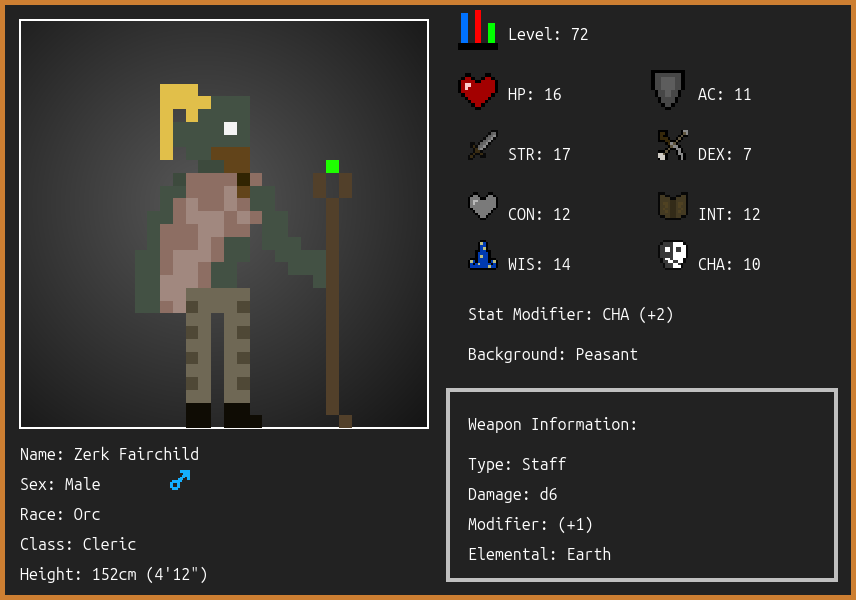 Level: 72
HP: 16
AC: 11
STR: 17
DEX: 7
CON: 12
INT: 12
WIS: 14
CHA: 10
Stat Modifier: CHA (+2)
Background: Peasant
Weapon Information:
Type: Staff
Damage: d6
Modifier: (+1)
Elemental: Earth
Name: Zerk Fairchild
Sex: Male
Race: Orc
Class: Cleric
Height: 152cm (4'12")